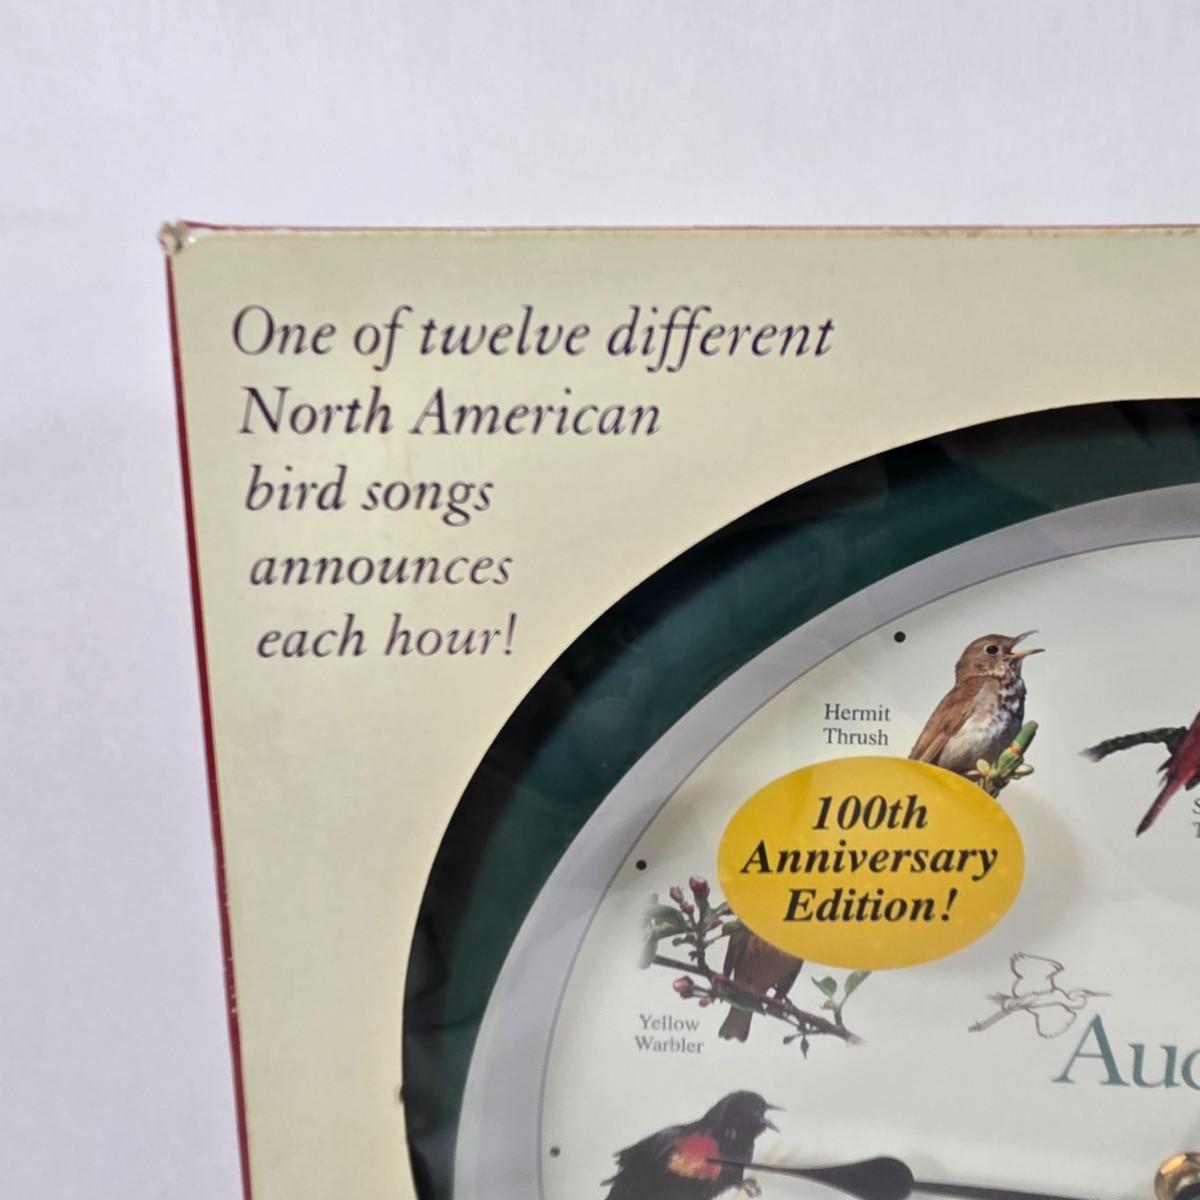 One of twelve different
North American
bird songs
announces
each hour!
Hermit
Thrush
100th
Anniversary
Edition!
Yellow
Warbler